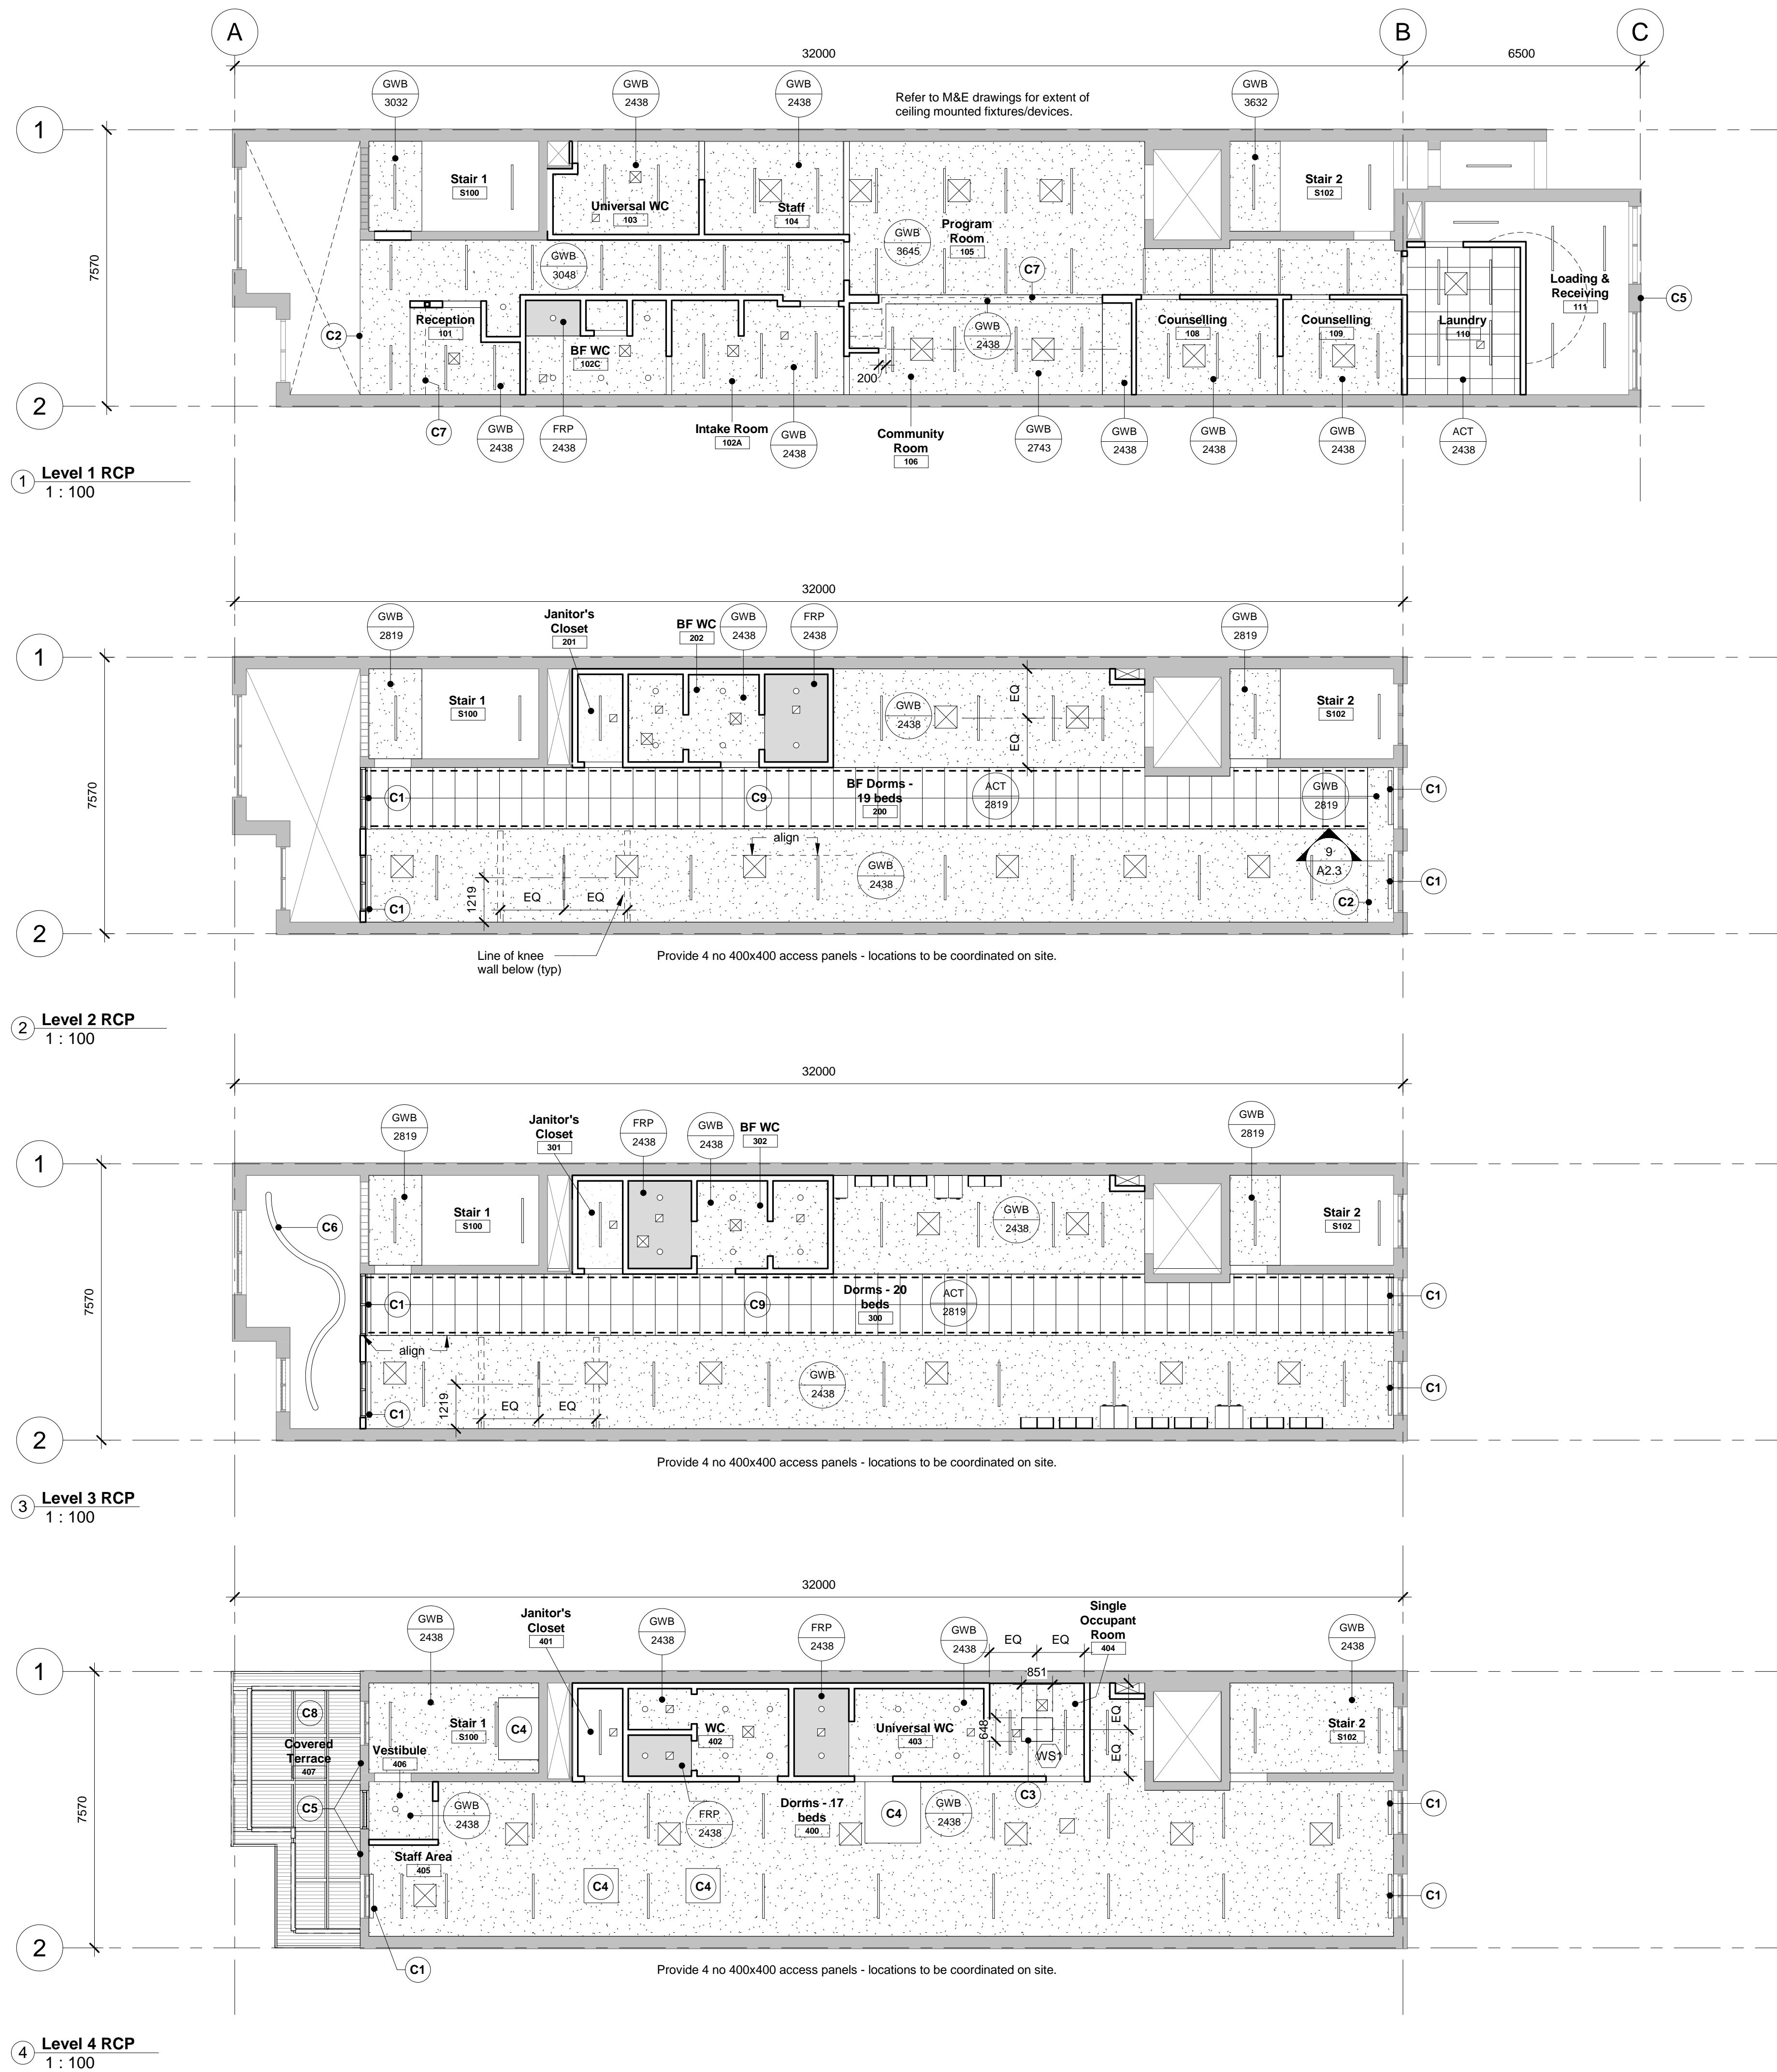 A
B
C
32000
6500
GWB
3032
GWB
2438
GWB
2438
Refer to M&E drawings for extent of
ceiling mounted fixtures/devices.
GWB
3632
1
7570
2
Stair 1
S100
Universal WC
103
Staff
104
Program
Room
105
GWB
3645
Stair 2
S102
GWB
3048
C7
Loading &
Receiving
111
C5
C2
Reception
101
BF WC
102C
GWB
2438
Counselling
108
Counselling
109
Laundry
110
200
C7
GWB
2438
FRP
2438
Intake Room
102A
GWB
2438
Community
Room
106
GWB
2743
GWB
2438
GWB
2438
GWB
2438
ACT
2438
1 Level 1 RCP
1 : 100
32000
GWB
2819
Janitor's
Closet
201
BF WC
202
GWB
2438
FRP
2438
GWB
2819
1
7570
2
Stair 1
S100
GWB
2438
EQ
EQ
Stair 2
S102
C1
C9
BF Dorms -
19 beds
200
ACT
2819
GWB
2819
C1
align
GWB
2438
9
A2.3
C1
1219
EQ
EQ
C1
C2
Line of knee
wall below (typ)
Provide 4 no 400x400 access panels - locations to be coordinated on site.
2 Level 2 RCP
1 : 100
32000
GWB
2819
Janitor's
Closet
301
FRP
2438
GWB
2438
BF WC
302
GWB
2819
1
7570
2
C6
Stair 1
S100
GWB
2438
Stair 2
S102
C1
C9
Dorms - 20
beds
300
ACT
2819
C1
align
GWB
2438
C1
1219
EQ
EQ
C1
Provide 4 no 400x400 access panels - locations to be coordinated on site.
3 Level 3 RCP
1 : 100
32000
GWB
2438
Janitor's
Closet
401
GWB
2438
FRP
2438
GWB
2438
EQ
EQ
Single
Occupant
Room
404
851
GWB
2438
1
7570
2
C8
Covered
Terrace
407
Stair 1
S100
C4
Vestibule
406
WC
402
Universal WC
403
648
WS1
EQ
EQ
Stair 2
S102
C3
C5
GWB
2438
FRP
2438
Dorms - 17
beds
400
C4
GWB
2438
C1
Staff Area
405
C4
C4
C1
C1
Provide 4 no 400x400 access panels - locations to be coordinated on site.
4 Level 4 RCP
1 : 100